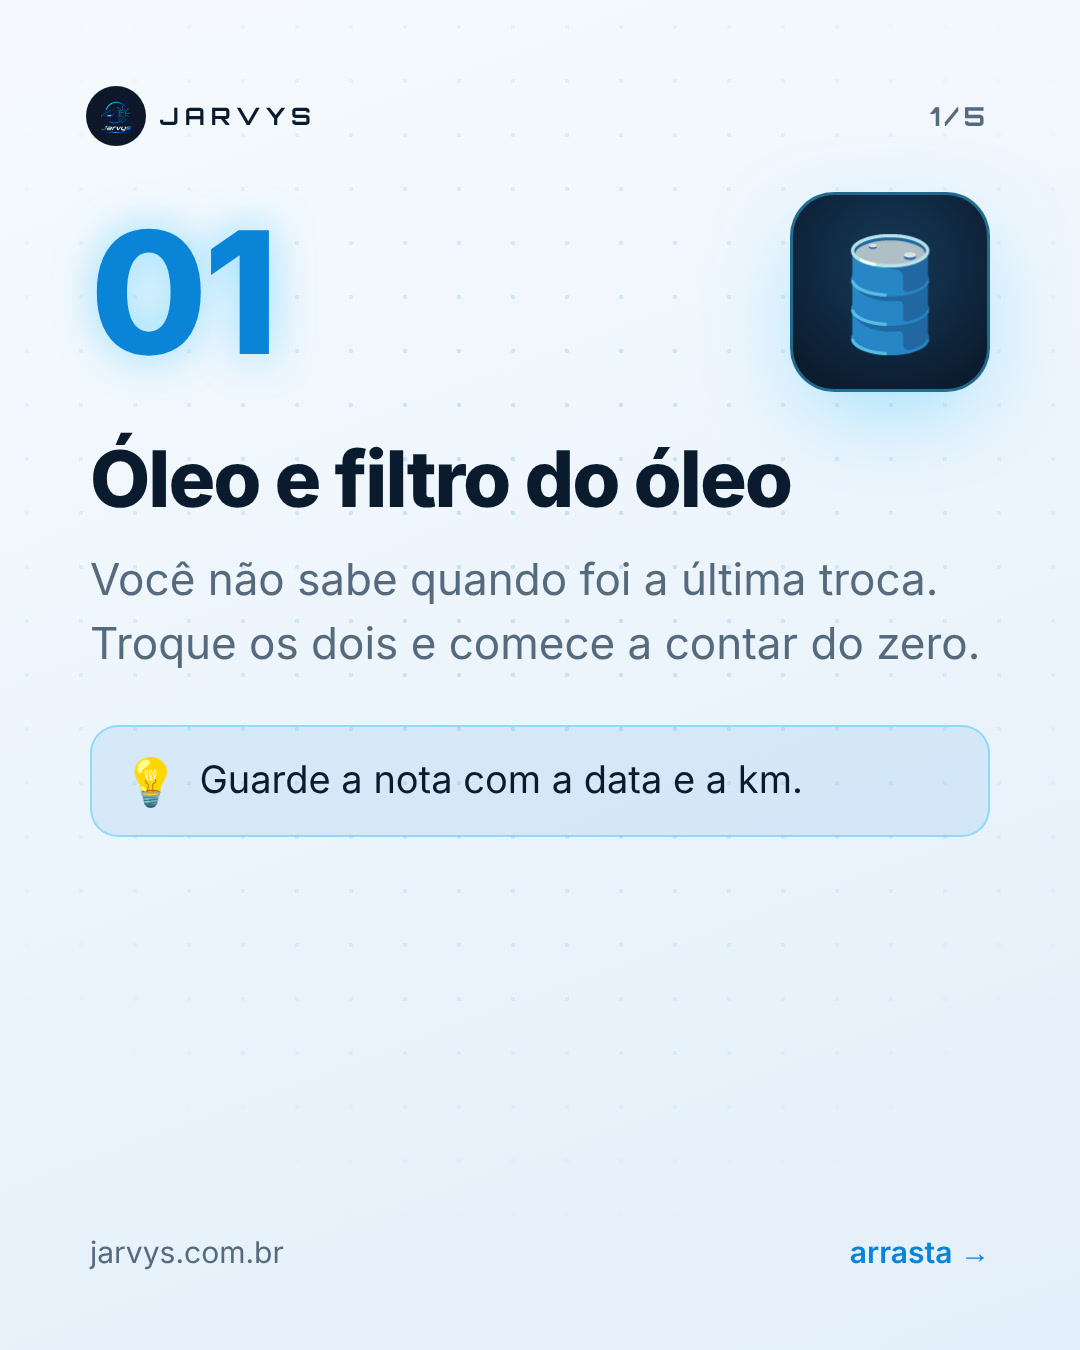 Jarvys
JARVYS
1/5
01
Óleo e filtro do óleo
Você não sabe quando foi a última troca.
Troque os dois e comece a contar do zero.
💡 Guarde a nota com a data e a km.
jarvys.com.br
arrasta →